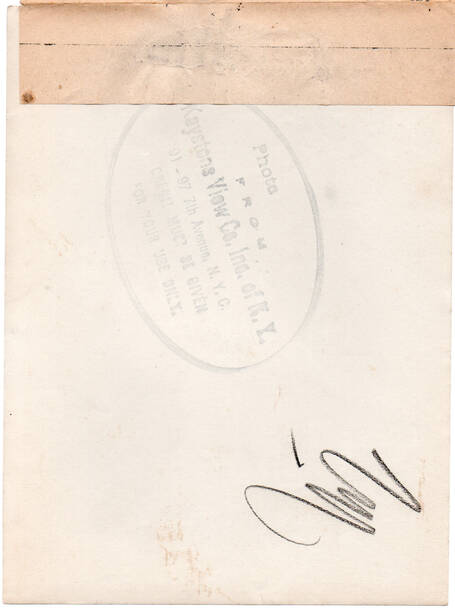 Photo
FROM
Keystone View Co. Inc. of N. Y.
91-97 7th Avenue, N. Y. C.
CREDIT MUST BE GIVEN
FOR YOUR USE ONLY.